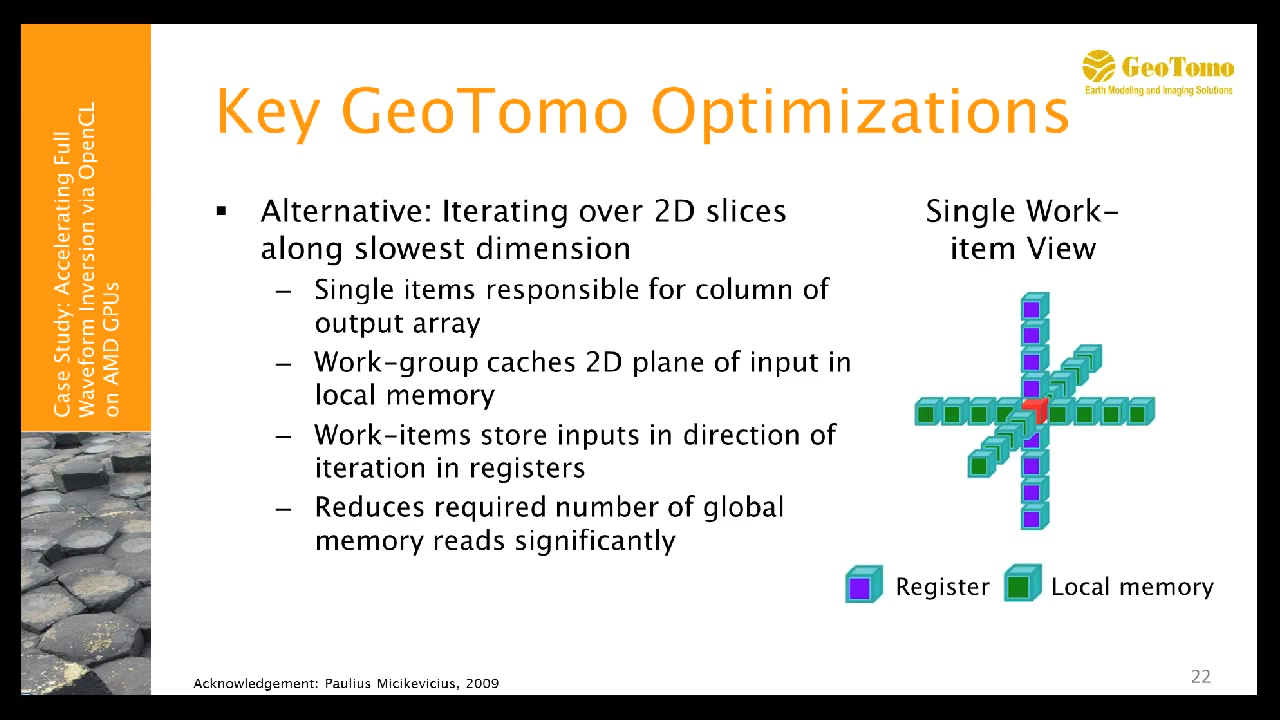 Case Study: Accelerating Full
Waveform Inversion via OpenCL
on AMD GPUs
GeoTomo
Earth Modeling and Imaging Solutions
Key GeoTomo Optimizations
▪ Alternative: Iterating over 2D slices
along slowest dimension
– Single items responsible for column of
output array
– Work-group caches 2D plane of input in
local memory
– Work-items store inputs in direction of
iteration in registers
– Reduces required number of global
memory reads significantly
Single Work-
item View
Register
Local memory
Acknowledgement: Paulius Micikevicius, 2009
22